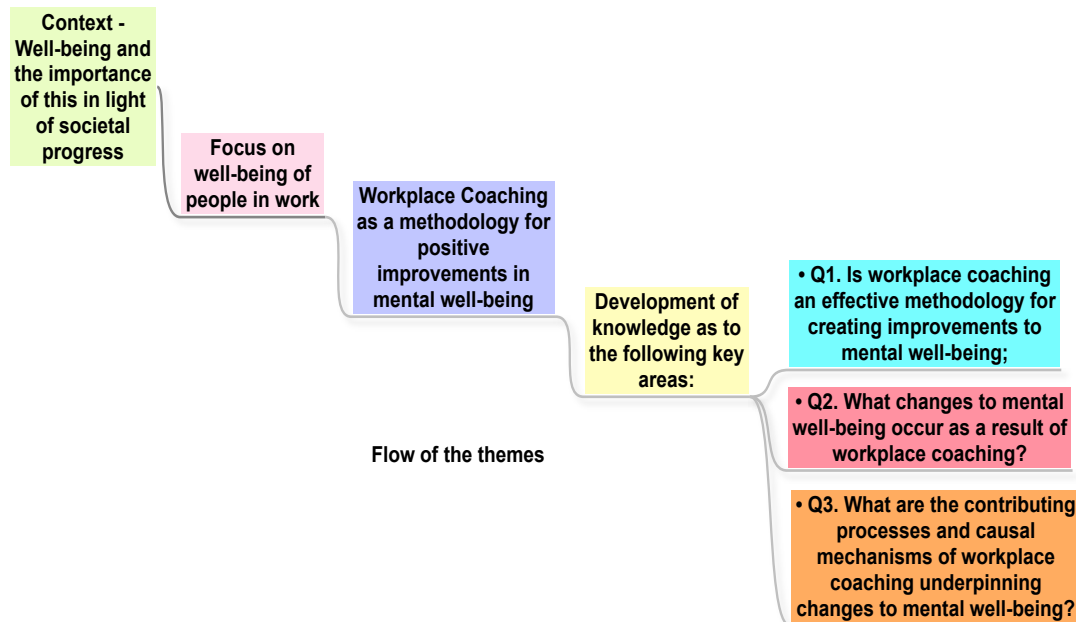 Context -
Well-being and
the importance
of this in light
of societal
progress
Focus on
well-being of
people in work
Workplace Coaching
as a methodology for
positive
improvements in
mental well-being
Development of
knowledge as to
the following key
areas:
• Q1. Is workplace coaching
an effective methodology for
creating improvements to
mental well-being;
• Q2. What changes to mental
well-being occur as a result of
workplace coaching?
• Q3. What are the contributing
processes and causal
mechanisms of workplace
coaching underpinning
changes to mental well-being?
Flow of the themes